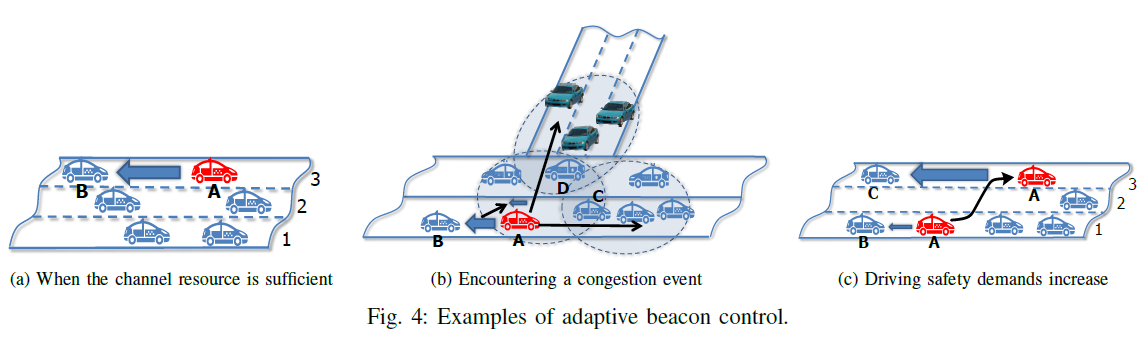 B
A
3
2
1
(a) When the channel resource is sufficient
D
C
B
A
(b) Encountering a congestion event
C
A
3
2
B
A
1
(c) Driving safety demands increase
Fig. 4: Examples of adaptive beacon control.